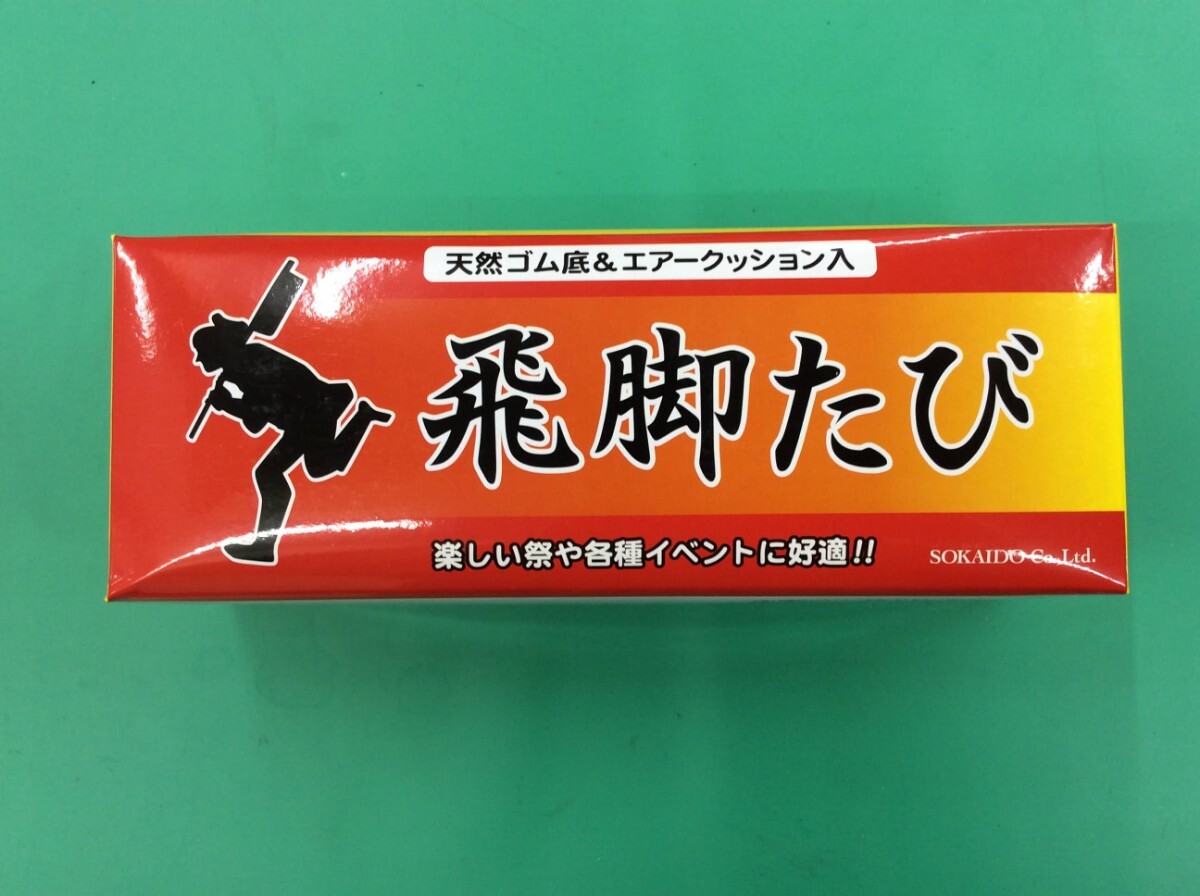 天然ゴム底&エアークッション入
飛脚たび
楽しい祭や各種イベントに好適!!
SOKAIDO Co.,Ltd.